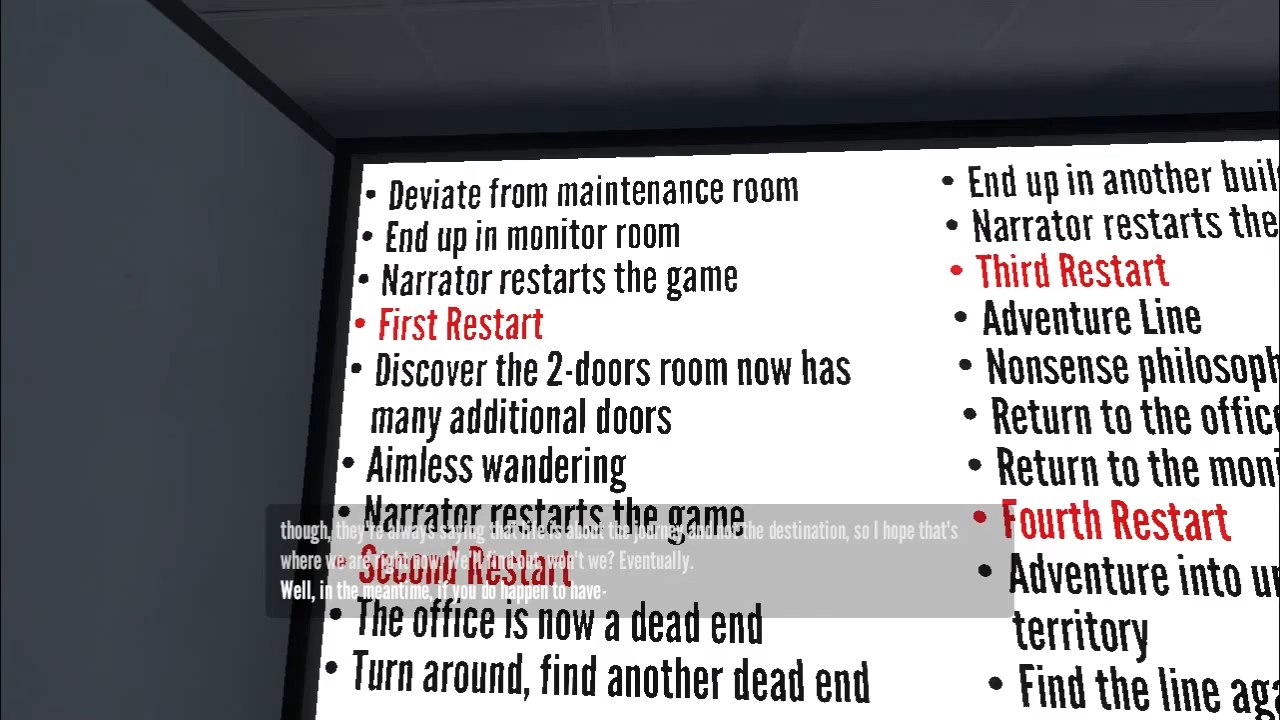 • Deviate from maintenance room
• End up in monitor room
• Narrator restarts the game
• First Restart
• Discover the 2-doors room now has
many additional doors
• Aimless wandering
• Narrator restarts the game
• Second Restart
• The office is now a dead end
• Turn around, find another dead end
• End up in another
• Narrator restarts the
• Third Restart
• Adventure Line
• Nonsense
• Return to the
• Return to the
• Fourth Restart
• Adventure into
territory
• Find the line
though, they're always saying that life is about the journey and not the destination, so I hope that's
where we are right now. We'll find out, won't we? Eventually.
Well, in the meantime, if you do happen to have-